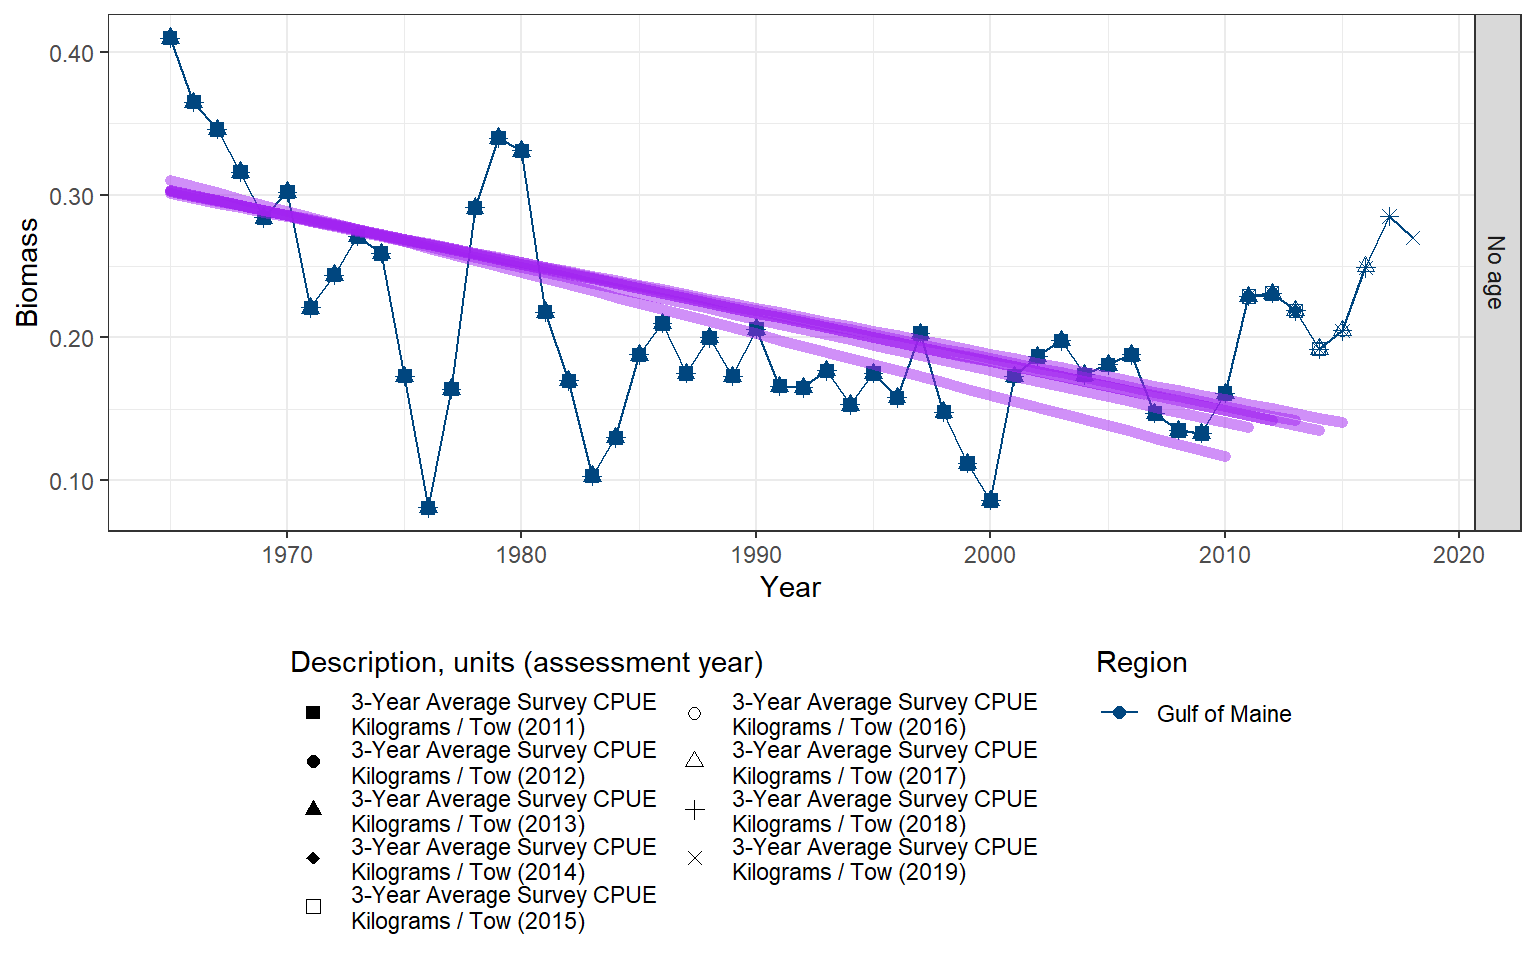 0.40
0.30
0.20
0.10
Biomass
No age
1970 1980 1990 2000 2010 2020
Year
Description, units (assessment year)
3-Year Average Survey CPUE
Kilograms / Tow (2011)
3-Year Average Survey CPUE
Kilograms / Tow (2012)
3-Year Average Survey CPUE
Kilograms / Tow (2013)
3-Year Average Survey CPUE
Kilograms / Tow (2014)
3-Year Average Survey CPUE
Kilograms / Tow (2015)
3-Year Average Survey CPUE
Kilograms / Tow (2016)
3-Year Average Survey CPUE
Kilograms / Tow (2017)
3-Year Average Survey CPUE
Kilograms / Tow (2018)
3-Year Average Survey CPUE
Kilograms / Tow (2019)
Region
Gulf of Maine